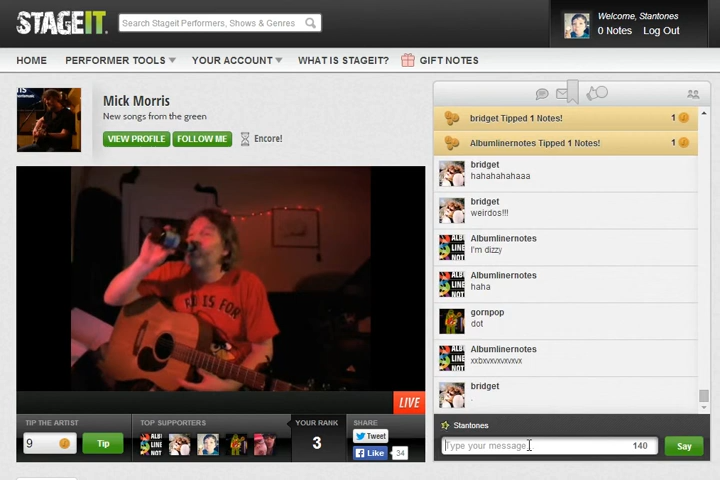 STAGEIT.
Search Stageit Performers, Shows & Genres
Welcome, Stantones
0 Notes Log Out
HOME PERFORMER TOOLS YOUR ACCOUNT WHAT IS STAGEIT? GIFT NOTES
Mick Morris
New songs from the green
VIEW PROFILE FOLLOW ME Encore!
LIVE
TIP THE ARTIST
9 Tip
TOP SUPPORTERS
YOUR RANK
3
SHARE
Tweet
Like 34
bridget Tipped 1 Notes! 1
Albumlinernotes Tipped 1 Notes! 1
bridget
hahahahahaaa
bridget
weirdos!!!
Albumlinernotes
I'm dizzy
Albumlinernotes
haha
gornpop
dot
Albumlinernotes
xxbxvxvxvxvxvx
bridget
.
Stantones
Type your message 140 Say